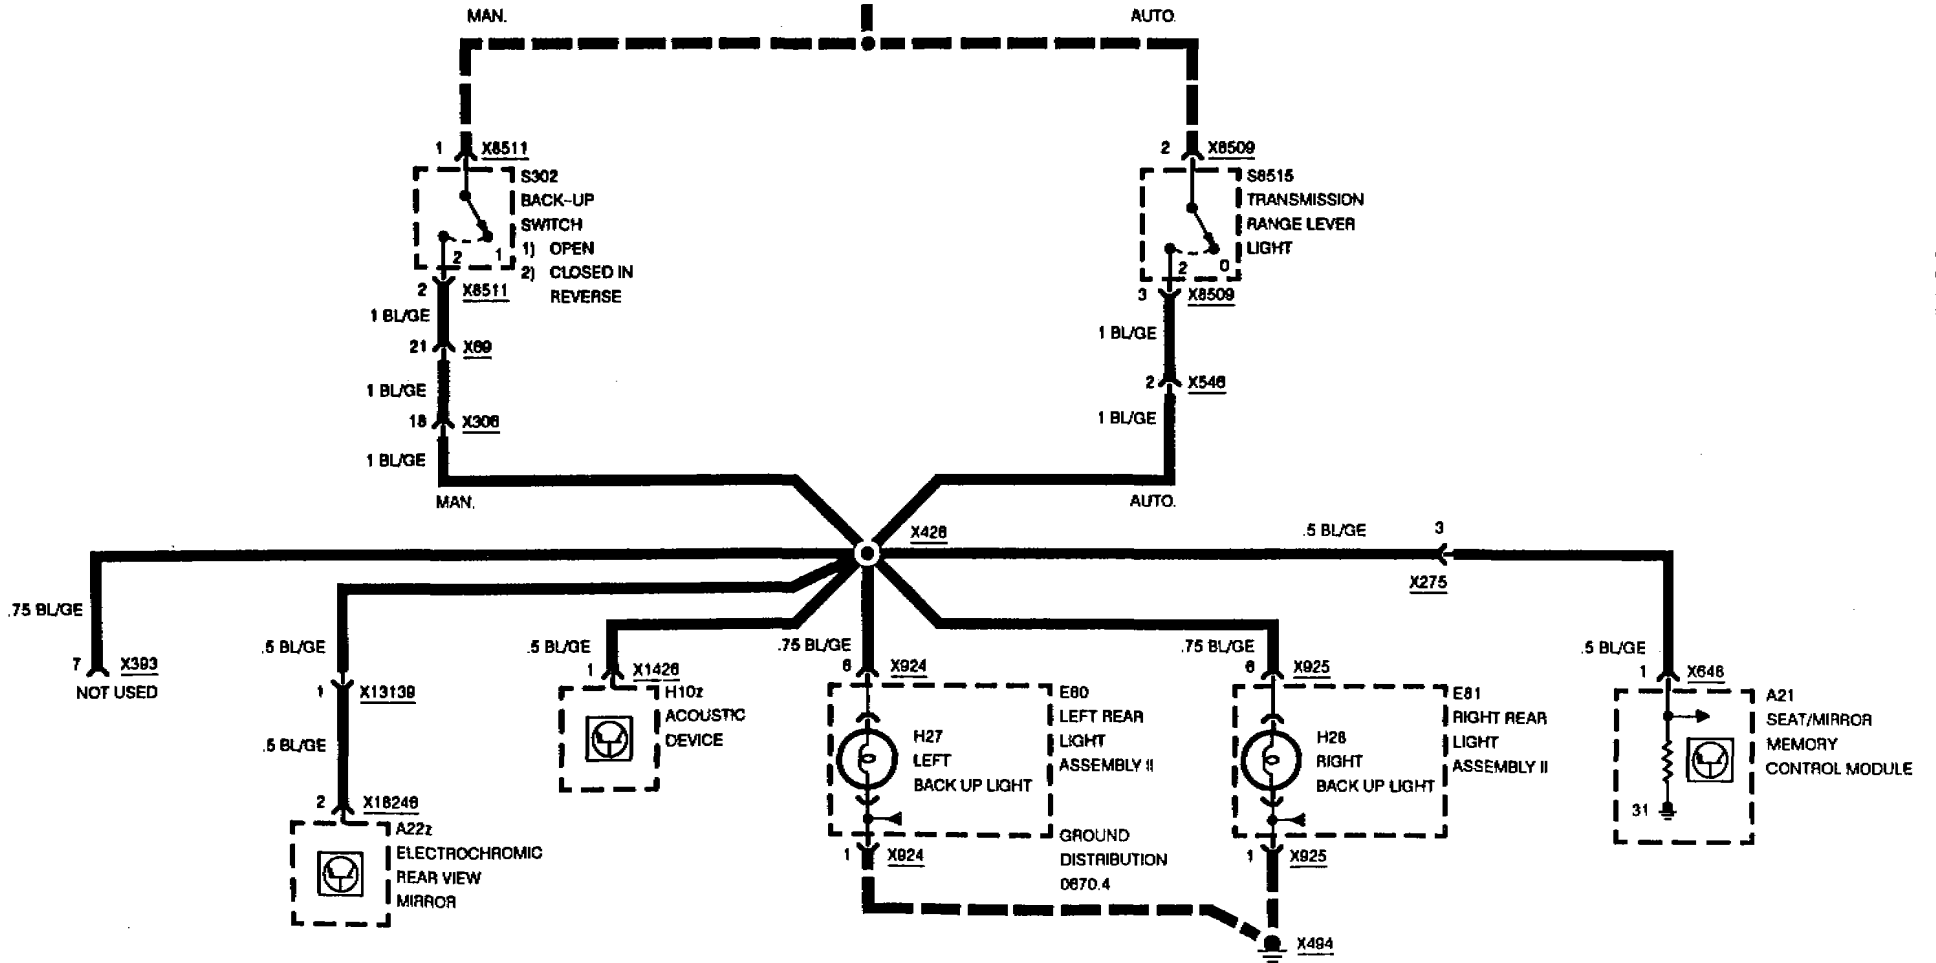 MAN.
AUTO.
1 X8511
S302
BACK-UP
SWITCH
1) OPEN
2) CLOSED IN
REVERSE
2 1
2 X8511
1 BL/GE
21 X69
1 BL/GE
18 X306
1 BL/GE
MAN.
2 X8509
S8515
TRANSMISSION
RANGE LEVER
LIGHT
2 0
3 X8509
1 BL/GE
2 X546
1 BL/GE
AUTO.
X428
.5 BL/GE
3
X275
.75 BL/GE
7 X393
NOT USED
.5 BL/GE
1 X13139
.5 BL/GE
2 X18246
A22z
ELECTROCHROMIC
REAR VIEW
MIRROR
.5 BL/GE
1 X1426
H10z
ACOUSTIC
DEVICE
.75 BL/GE
6 X924
E80
LEFT REAR
LIGHT
ASSEMBLY II
H27
LEFT
BACK UP LIGHT
1 X924
GROUND
DISTRIBUTION
0670.4
.75 BL/GE
6 X925
E81
RIGHT REAR
LIGHT
ASSEMBLY II
H28
RIGHT
BACK UP LIGHT
1 X925
X494
.5 BL/GE
1 X648
A21
SEAT/MIRROR
MEMORY
CONTROL MODULE
31